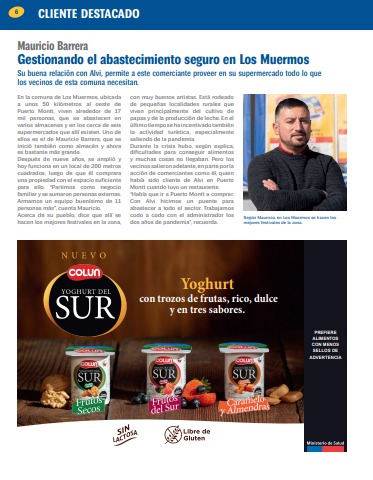 6
CLIENTE DESTACADO
Mauricio Barrera
Gestionando el abastecimiento seguro en Los Muermos
Su buena relación con Alvi, permite a este comerciante proveer en su supermercado todo lo que
los vecinos de esta comuna necesitan.
En la comuna de Los Muermos, ubicada
a unos 50 kilómetros al oeste de
Puerto Montt, viven alrededor de 17
mil personas, que se abastecen en
varios almacenes y en los cerca de seis
supermercados que allí existen. Uno de
ellos es el de Mauricio Barrera, que se
inició también como almacén y ahora
es bastante más grande.
Después de nueve años, se amplió y
hoy funciona en un local de 200 metros
cuadrados, luego de que él comprara
una propiedad con el espacio suficiente
para ello. "Partimos como negocio
familiar y se sumaron personas externas.
Armamos un equipo buenísimo de 11
personas más", cuenta Mauricio.
Acerca de su pueblo, dice que allí se
hacen los mejores festivales en la zona,
con muy buenos artistas. Está rodeado
de pequeñas localidades rurales que
viven principalmente del cultivo de
papas y de la producción de leche. En el
último tiempo se ha incentivado también
la actividad turística, especialmente
saliendo de la pandemia.
Durante la crisis hubo, según explica,
dificultades para conseguir alimentos
y muchas cosas no llegaban. Pero los
vecinos salieron adelante, en parte por la
acción de comerciantes como él, quien
había sido cliente de Alvi en Puerto
Montt cuando tuvo un restaurante.
"Había que ir a Puerto Montt a comprar.
Con Alvi hicimos un puente para
abastecer a todo el sector. Trabajamos
codo a codo con el administrador los
dos años de pandemia", recuerda.
Según Mauricio, en Los Muermos se hacen los
mejores festivales de la zona.
NUEVO
COLUN
YOGHURT DEL
SUR
Yoghurt
con trozos de frutas, rico, dulce
y en tres sabores.
PREFIERE
ALIMENTOS
CON MENOS
SELLOS DE
ADVERTENCIA
COLUN
SUR
Frutos
Secos
COLUN
SUR
Frutos
del Sur
COLUN
SUR
Caramelo
y Almendras
SIN
LACTOSA
Libre de
Gluten
Ministerio de Salud